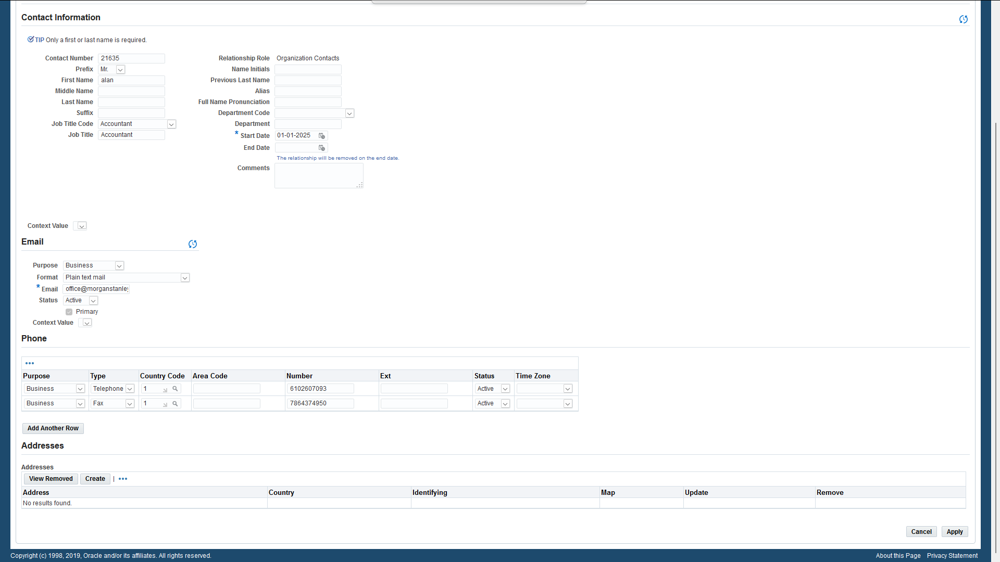 Contact Information
TIP Only a first or last name is required.
Contact Number 21635
Prefix Mr.
First Name alan
Middle Name
Last Name
Suffix
Job Title Code Accountant
Job Title Accountant
Relationship Role Organization Contacts
Name Initials
Previous Last Name
Alias
Full Name Pronunciation
Department Code
Department
* Start Date 01-01-2025
End Date
The relationship will be removed on the end date.
Comments
Context Value
Email
Purpose Business
Format Plain text mail
* Email office@morganstanley
Status Active
Primary
Context Value
Phone
Purpose Type Country Code Area Code Number Ext Status Time Zone
Business Telephone 1 6102607093 Active
Business Fax 1 7864374950 Active
Add Another Row
Addresses
Addresses
View Removed Create |
Address Country Identifying Map Update Remove
No results found.
Cancel Apply
Copyright (c) 1998, 2019, Oracle and/or its affiliates. All rights reserved. About this Page Privacy Statement